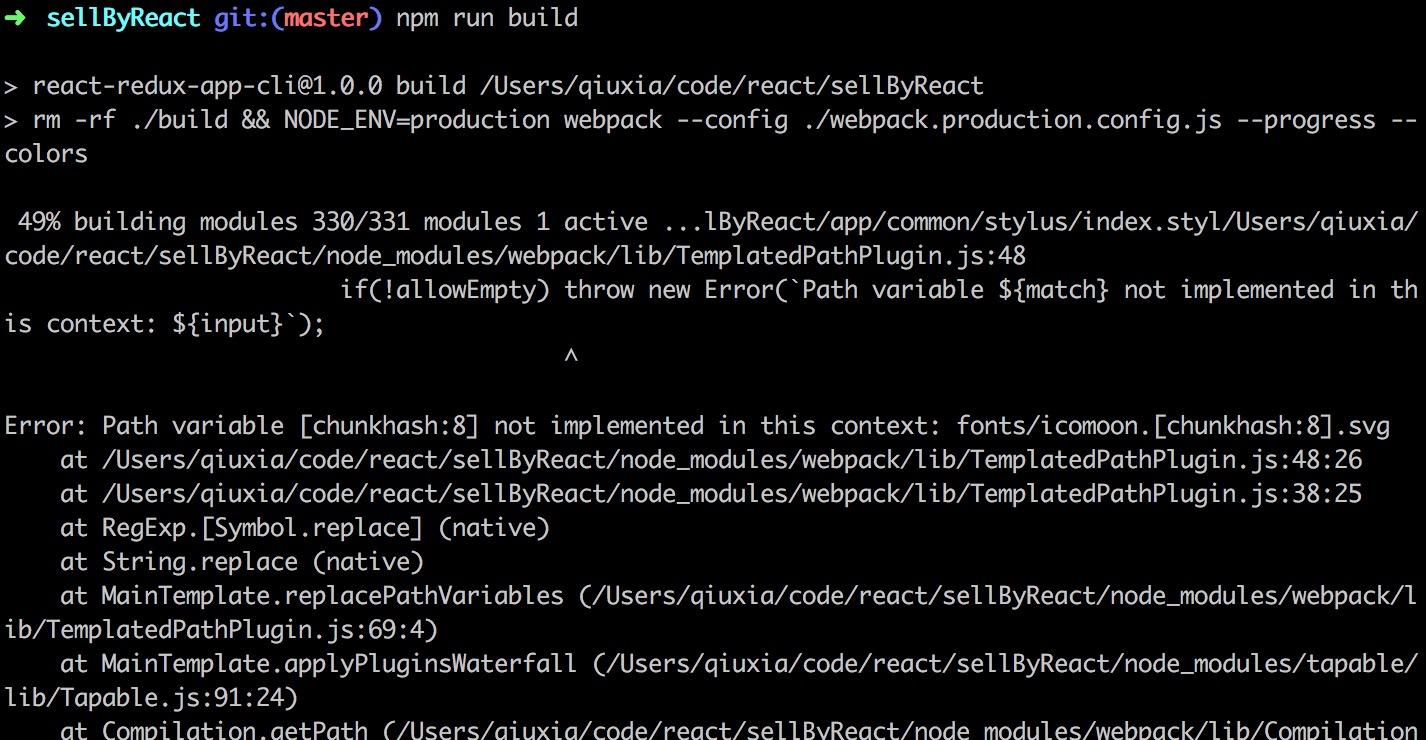 ➜ sellByReact git:(master) npm run build
> react-redux-app-cli@1.0.0 build /Users/qiuxia/code/react/sellByReact
> rm -rf ./build && NODE_ENV=production webpack --config ./webpack.production.config.js --progress --
colors
49% building modules 330/331 modules 1 active ...lByReact/app/common/stylus/index.styl/Users/qiuxia/
code/react/sellByReact/node_modules/webpack/lib/TemplatedPathPlugin.js:48
if(!allowEmpty) throw new Error(`Path variable ${match} not implemented in th
is context: ${input}`);
^
Error: Path variable [chunkhash:8] not implemented in this context: fonts/icomoon.[chunkhash:8].svg
at /Users/qiuxia/code/react/sellByReact/node_modules/webpack/lib/TemplatedPathPlugin.js:48:26
at /Users/qiuxia/code/react/sellByReact/node_modules/webpack/lib/TemplatedPathPlugin.js:38:25
at RegExp.[Symbol.replace] (native)
at String.replace (native)
at MainTemplate.replacePathVariables (/Users/qiuxia/code/react/sellByReact/node_modules/webpack/l
ib/TemplatedPathPlugin.js:69:4)
at MainTemplate.applyPluginsWaterfall (/Users/qiuxia/code/react/sellByReact/node_modules/tapable/
lib/Tapable.js:91:24)
at Compilation.getPath (/Users/qiuxia/code/react/sellByReact/node_modules/webpack/lib/Compilation